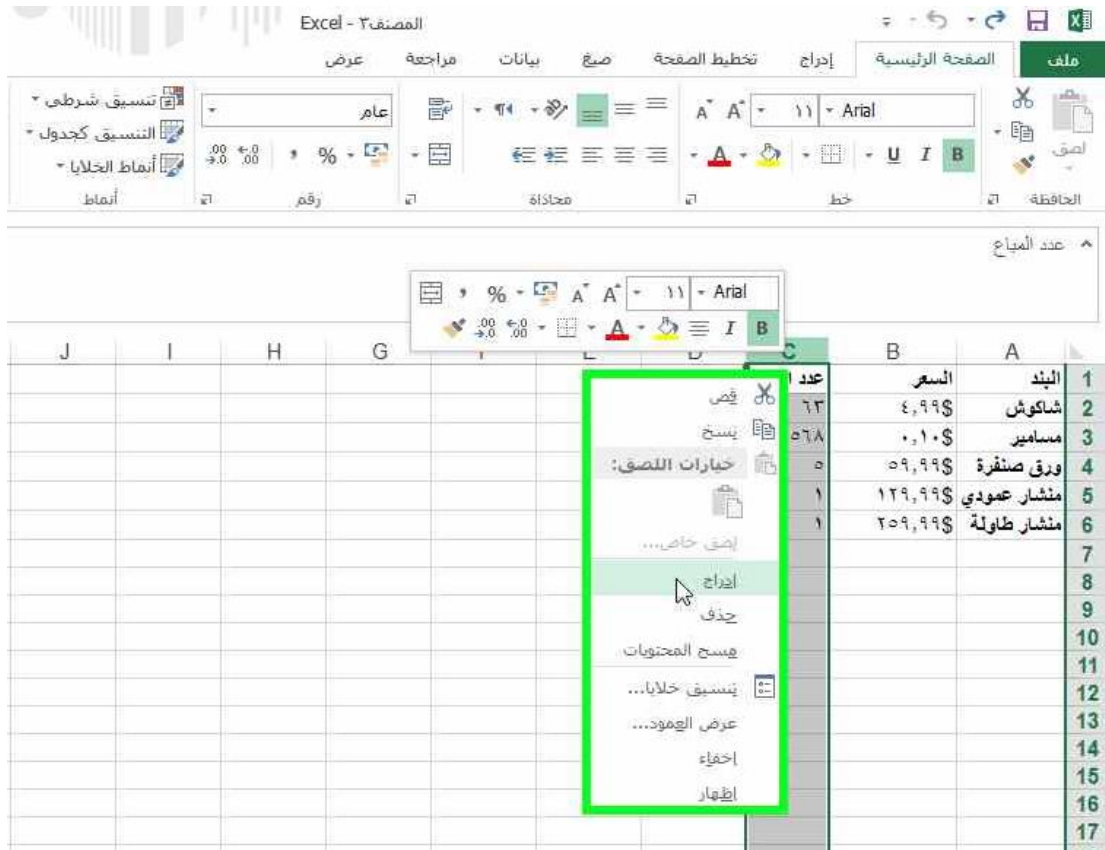 المصنف٣ - Excel
ملف الصفحة الرئيسية إدراج تخطيط الصفحة صيغ بيانات مراجعة عرض
Arial ١١ عام تنسيق شرطي
لصق B I U A % التنسيق كجدول
أنماط الخلايا
الحافظة خط محاذاة رقم أنماط
عدد المباع
Arial ١١ A A %
B I A
A B C G H I J
1 البند السعر عدد
2 شاكوش ٤,٩٩$ ٦٣
3 مسامير ٠,١٠$ ٥٦٨
4 ورق صنفرة ٥٩,٩٩$ ٥
5 منشار عمودي ١٢٩,٩٩$ ١
6 منشار طاولة ٢٥٩,٩٩$ ١
7
8
9
10
11
12
13
14
15
16
17
قص
نسخ
خيارات اللصق:
لصق خاص...
إدراج
حذف
مسح المحتويات
تنسيق خلايا...
عرض العمود...
إخفاء
إظهار